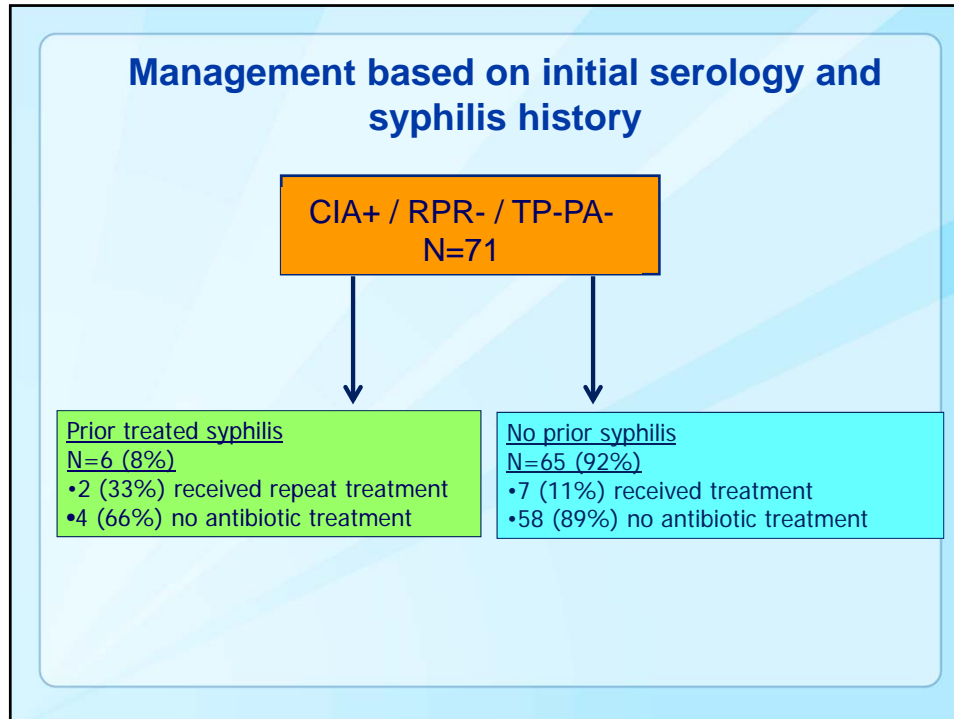 Management based on initial serology and
syphilis history
CIA+ / RPR- / TP-PA-
N=71
Prior treated syphilis
N=6 (8%)
•2 (33%) received repeat treatment
•4 (66%) no antibiotic treatment
No prior syphilis
N=65 (92%)
•7 (11%) received treatment
•58 (89%) no antibiotic treatment